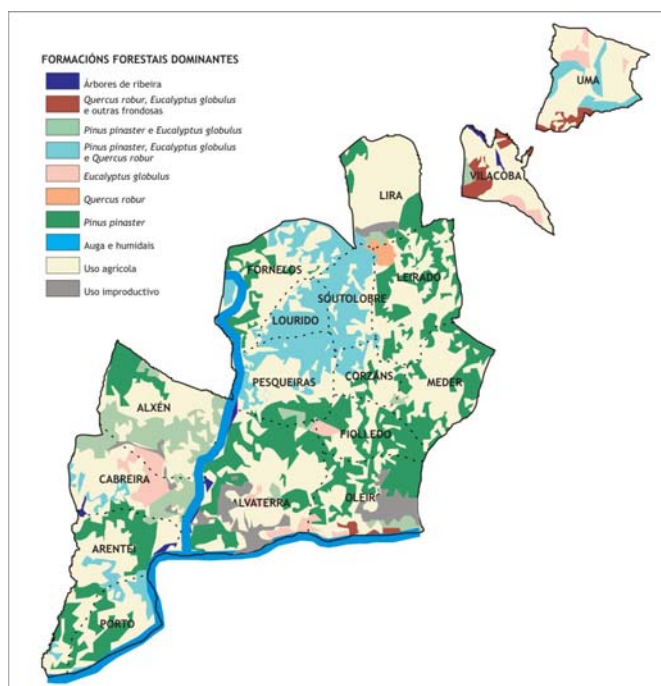 FORMACIÓNS FORESTAIS DOMINANTES
Árbores de ribeira
Quercus robur, Eucalyptus globulus
e outras frondosas
Pinus pinaster e Eucalyptus globulus
Pinus pinaster, Eucalyptus globulus
e Quercus robur
Eucalyptus globulus
Quercus robur
Pinus pinaster
Auga e humidais
Uso agrícola
Uso improductivo
UMA
VILACOBA
LIRA
FORNELOS
LEIRADO
SOUTOLOBRE
LOURIDO
PESQUEIRAS
CORZÁNS
MEDER
ALXÉN
FIOLLEDO
CABREIRA
ALVATERRA
OLEIROS
ARENTEI
PORTO